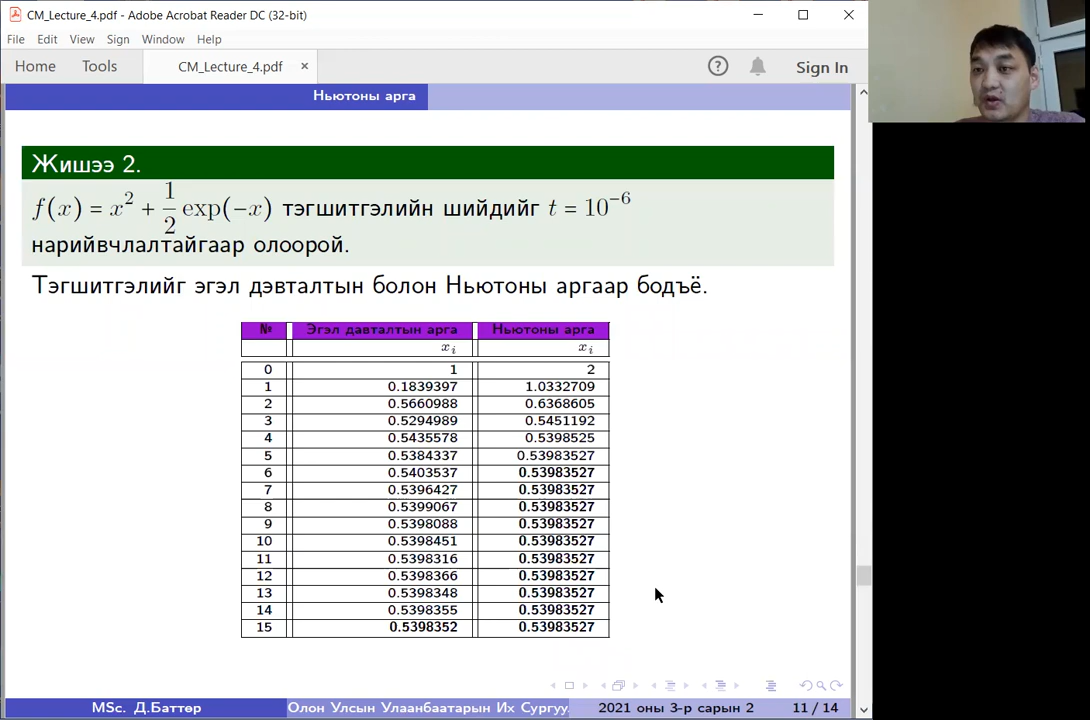 CM_Lecture_4.pdf - Adobe Acrobat Reader DC (32-bit)
File Edit View Sign Window Help
Home Tools CM_Lecture_4.pdf × Sign In
Ньютоны арга
Жишээ 2.
f(x) = x² + 1/2 exp(−x) тэгшитгэлийн шийдийг t = 10⁻⁶
нарийвчлалтайгаар олоорой.
Тэгшитгэлийг эгэл дэвталтын болон Ньютоны аргаар бодъё.
№ Эгэл давталтын арга Ньютоны арга
xᵢ xᵢ
0 1 2
1 0.1839397 1.0332709
2 0.5660988 0.6368605
3 0.5294989 0.5451192
4 0.5435578 0.5398525
5 0.5384337 0.53983527
6 0.5403537 0.53983527
7 0.5396427 0.53983527
8 0.5399067 0.53983527
9 0.5398088 0.53983527
10 0.5398451 0.53983527
11 0.5398316 0.53983527
12 0.5398366 0.53983527
13 0.5398348 0.53983527
14 0.5398355 0.53983527
15 0.5398352 0.53983527
MSc. Д.Баттөр Олон Улсын Улаанбаатарын Их Сургуу 2021 оны 3-р сарын 2 11 / 14